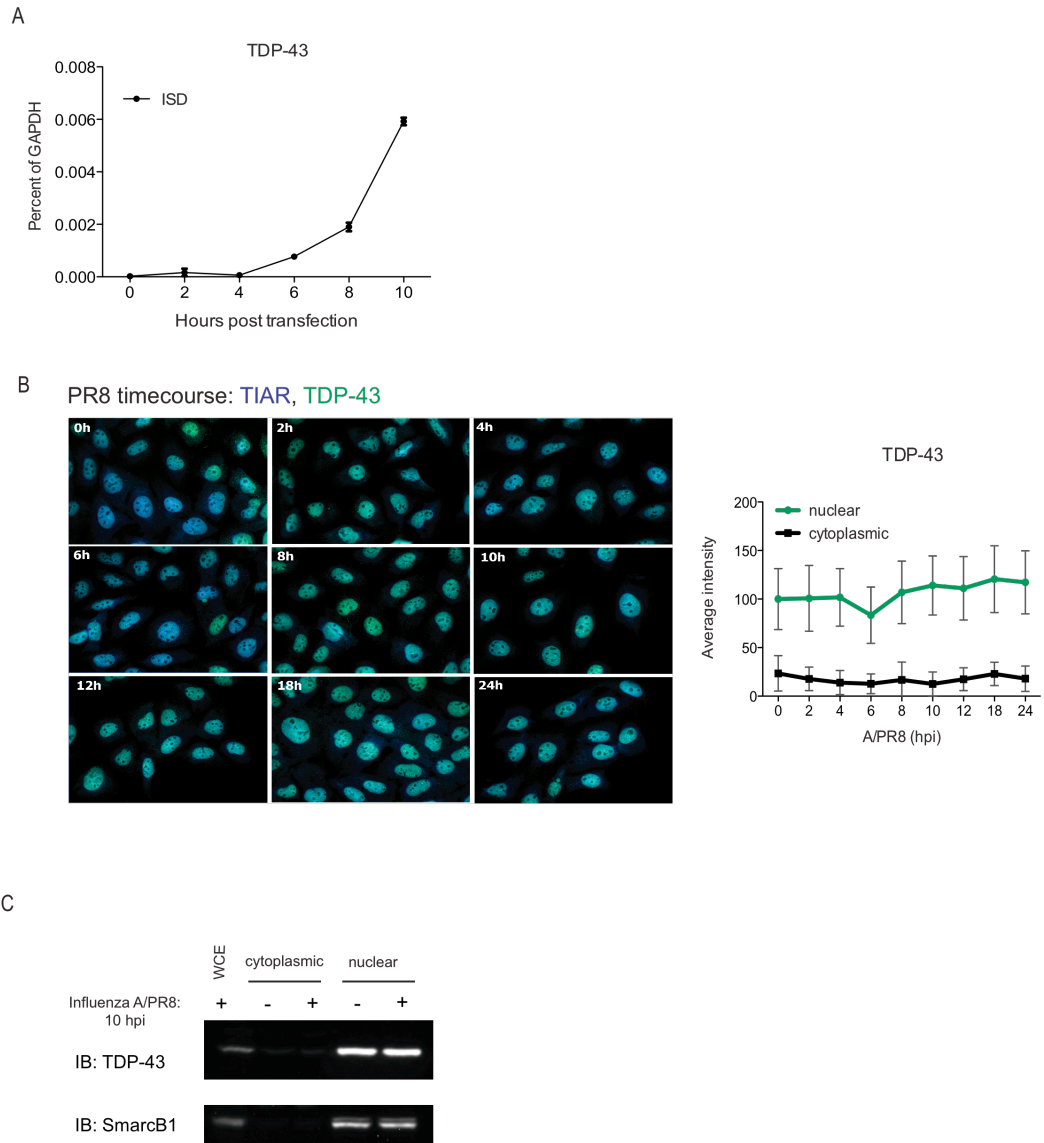 A
TDP-43
0.008
0.006
0.004
0.002
0.000
Percent of GAPDH
ISD
0 2 4 6 8 10
Hours post transfection
B
PR8 timecourse: TIAR, TDP-43
0h 2h 4h
6h 8h 10h
12h 18h 24h
TDP-43
200
150
100
50
0
Average intensity
nuclear
cytoplasmic
0 2 4 6 8 10 12 18 24
A/PR8 (hpi)
C
WCE cytoplasmic nuclear
Influenza A/PR8: + - + - +
10 hpi
IB: TDP-43
IB: SmarcB1